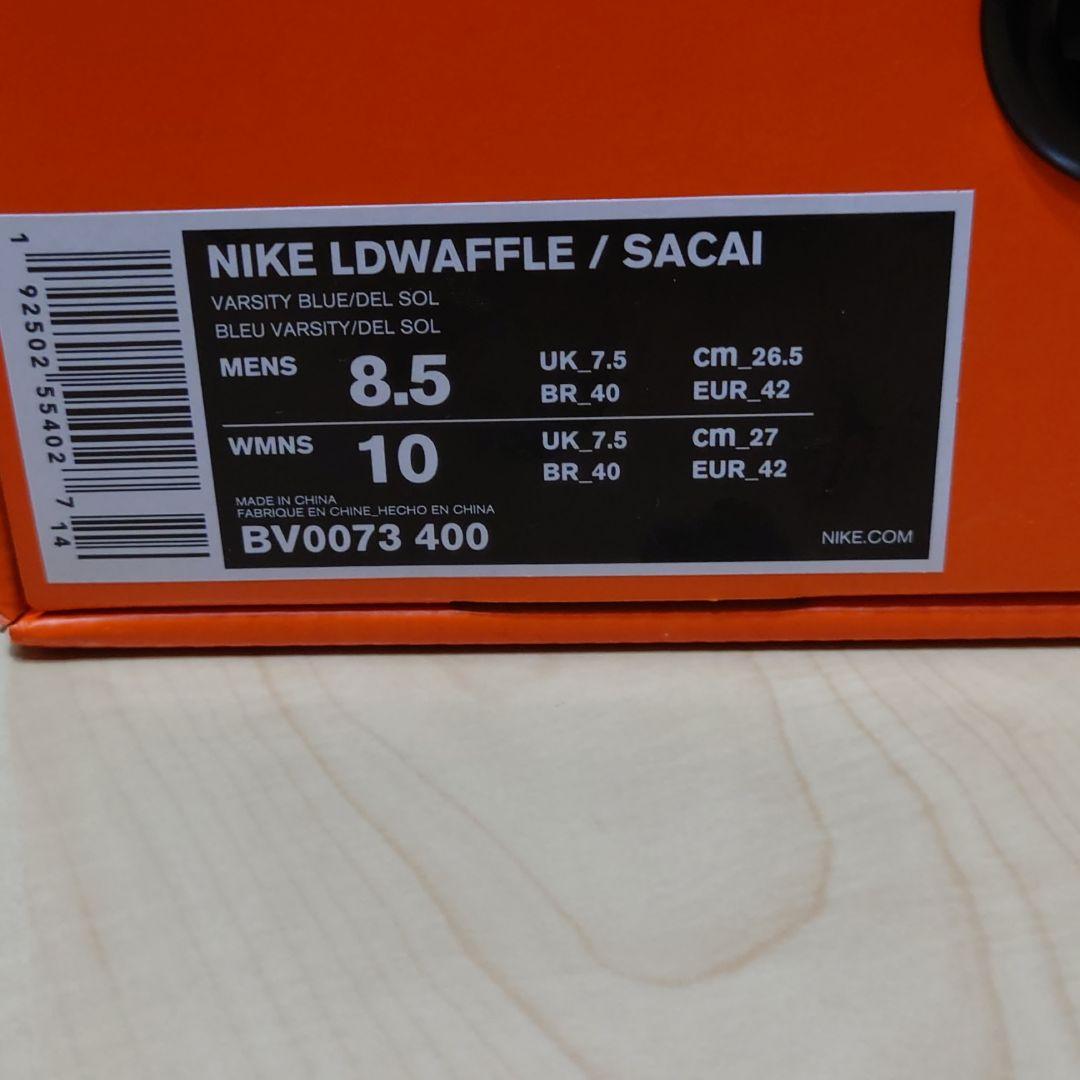 NIKE LDWAFFLE / SACAI
VARSITY BLUE/DEL SOL
BLEU VARSITY/DEL SOL
MENS 8.5 UK_7.5 cm_26.5
BR_40 EUR_42
WMNS 10 UK_7.5 cm_27
BR_40 EUR_42
MADE IN CHINA
FABRIQUE EN CHINE_HECHO EN CHINA
BV0073 400
NIKE.COM
1 92502 55402 7 14